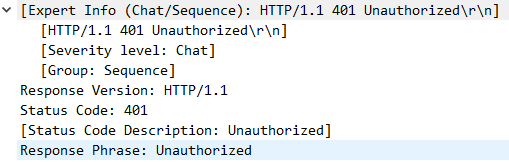 [Expert Info (Chat/Sequence): HTTP/1.1 401 Unauthorized\r\n]
[HTTP/1.1 401 Unauthorized\r\n]
[Severity level: Chat]
[Group: Sequence]
Response Version: HTTP/1.1
Status Code: 401
[Status Code Description: Unauthorized]
Response Phrase: Unauthorized